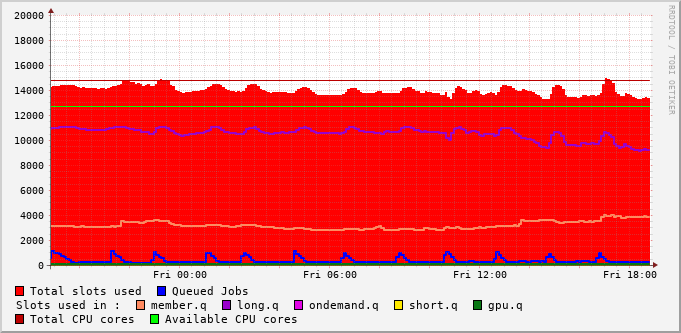 20000
18000
16000
14000
12000
10000
8000
6000
4000
2000
0
Fri 00:00 Fri 06:00 Fri 12:00 Fri 18:00
RRDTOOL / TOBI OETIKER
Total slots used Queued Jobs
Slots used in : member.q long.q ondemand.q short.q gpu.q
Total CPU cores Available CPU cores